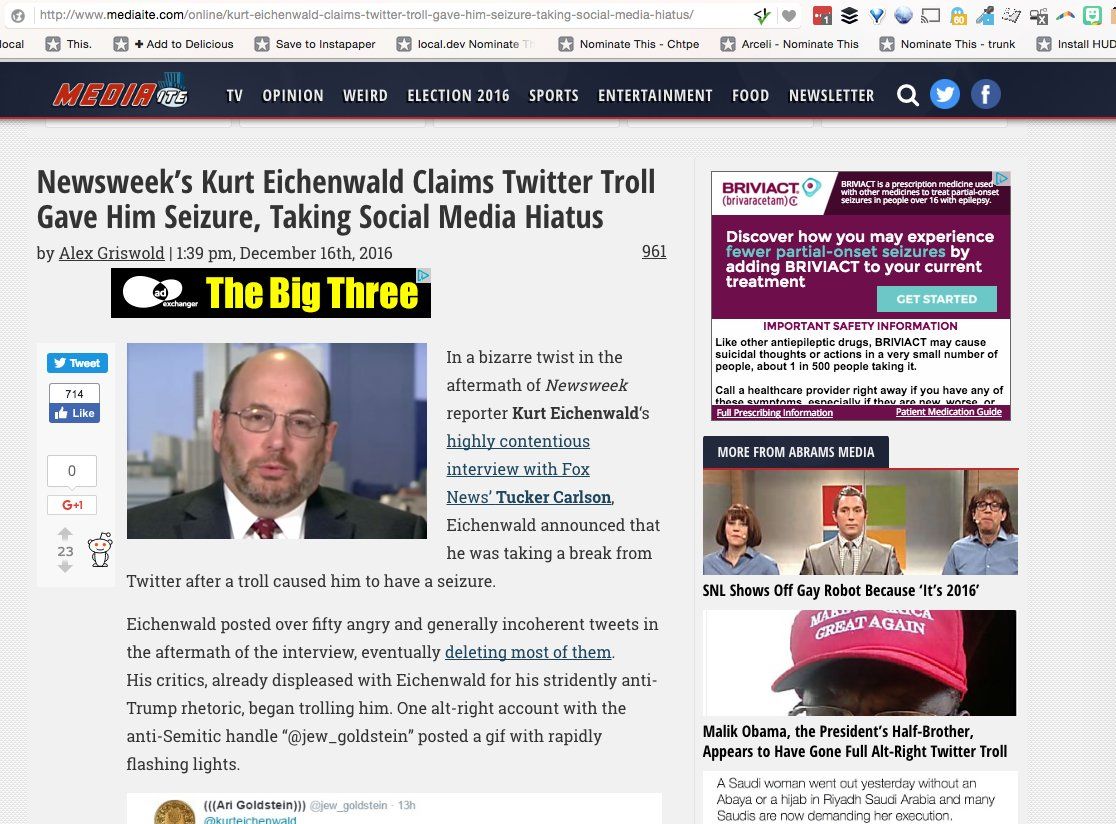 http://www.mediaite.com/online/kurt-eichenwald-claims-twitter-troll-gave-him-seizure-taking-social-media-hiatus/
1
60
local
This.
+ Add to Delicious
Save to Instapaper
local.dev Nominate T
Nominate This - Chtpe
Arceli - Nominate This
Nominate This - trunk
Install HUD
MEDIAITE
TV
OPINION
WEIRD
ELECTION 2016
SPORTS
ENTERTAINMENT
FOOD
NEWSLETTER
Newsweek’s Kurt Eichenwald Claims Twitter Troll
Gave Him Seizure, Taking Social Media Hiatus
by Alex Griswold | 1:39 pm, December 16th, 2016
961
ad exchanger
The Big Three
Tweet
714
Like
0
G+1
23
In a bizarre twist in the
aftermath of Newsweek
reporter Kurt Eichenwald‘s
highly contentious
interview with Fox
News’ Tucker Carlson,
Eichenwald announced that
he was taking a break from
Twitter after a troll caused him to have a seizure.
Eichenwald posted over fifty angry and generally incoherent tweets in
the aftermath of the interview, eventually deleting most of them.
His critics, already displeased with Eichenwald for his stridently anti-
Trump rhetoric, began trolling him. One alt-right account with the
anti-Semitic handle “@jew_goldstein” posted a gif with rapidly
flashing lights.
(((Ari Goldstein))) @jew_goldstein · 13h
@kurteichenwald
BRIVIACT
(brivaracetam) CV
BRIVIACT is a prescription medicine used
with other medicines to treat partial-onset
seizures in people over 16 with epilepsy.
Discover how you may experience
fewer partial-onset seizures by
adding BRIVIACT to your current
treatment
GET STARTED
IMPORTANT SAFETY INFORMATION
Like other antiepileptic drugs, BRIVIACT may cause
suicidal thoughts or actions in a very small number of
people, about 1 in 500 people taking it.
Call a healthcare provider right away if you have any of
these symptoms, especially if they are new, worse, or
Full Prescribing Information
Patient Medication Guide
MORE FROM ABRAMS MEDIA
SNL Shows Off Gay Robot Because ‘It’s 2016’
GREAT AGAIN
Malik Obama, the President’s Half-Brother,
Appears to Have Gone Full Alt-Right Twitter Troll
A Saudi woman went out yesterday without an
Abaya or a hijab in Riyadh Saudi Arabia and many
Saudis are now demanding her execution.